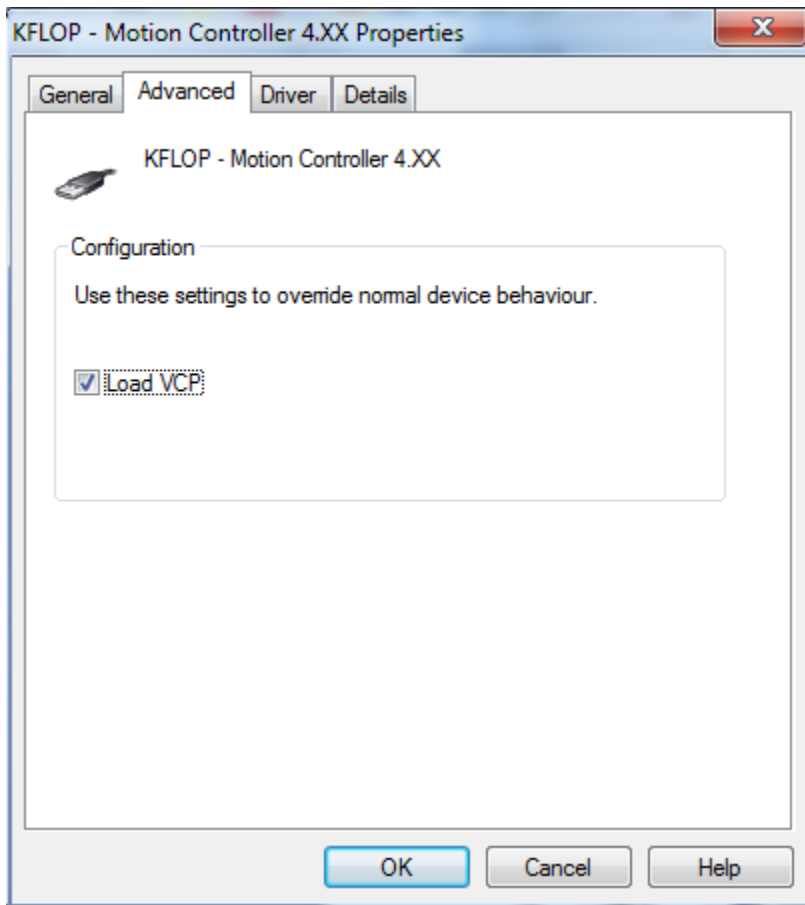 KFLOP - Motion Controller 4.XX Properties
General Advanced Driver Details
KFLOP - Motion Controller 4.XX
Configuration
Use these settings to override normal device behaviour.
Load VCP
OK Cancel Help